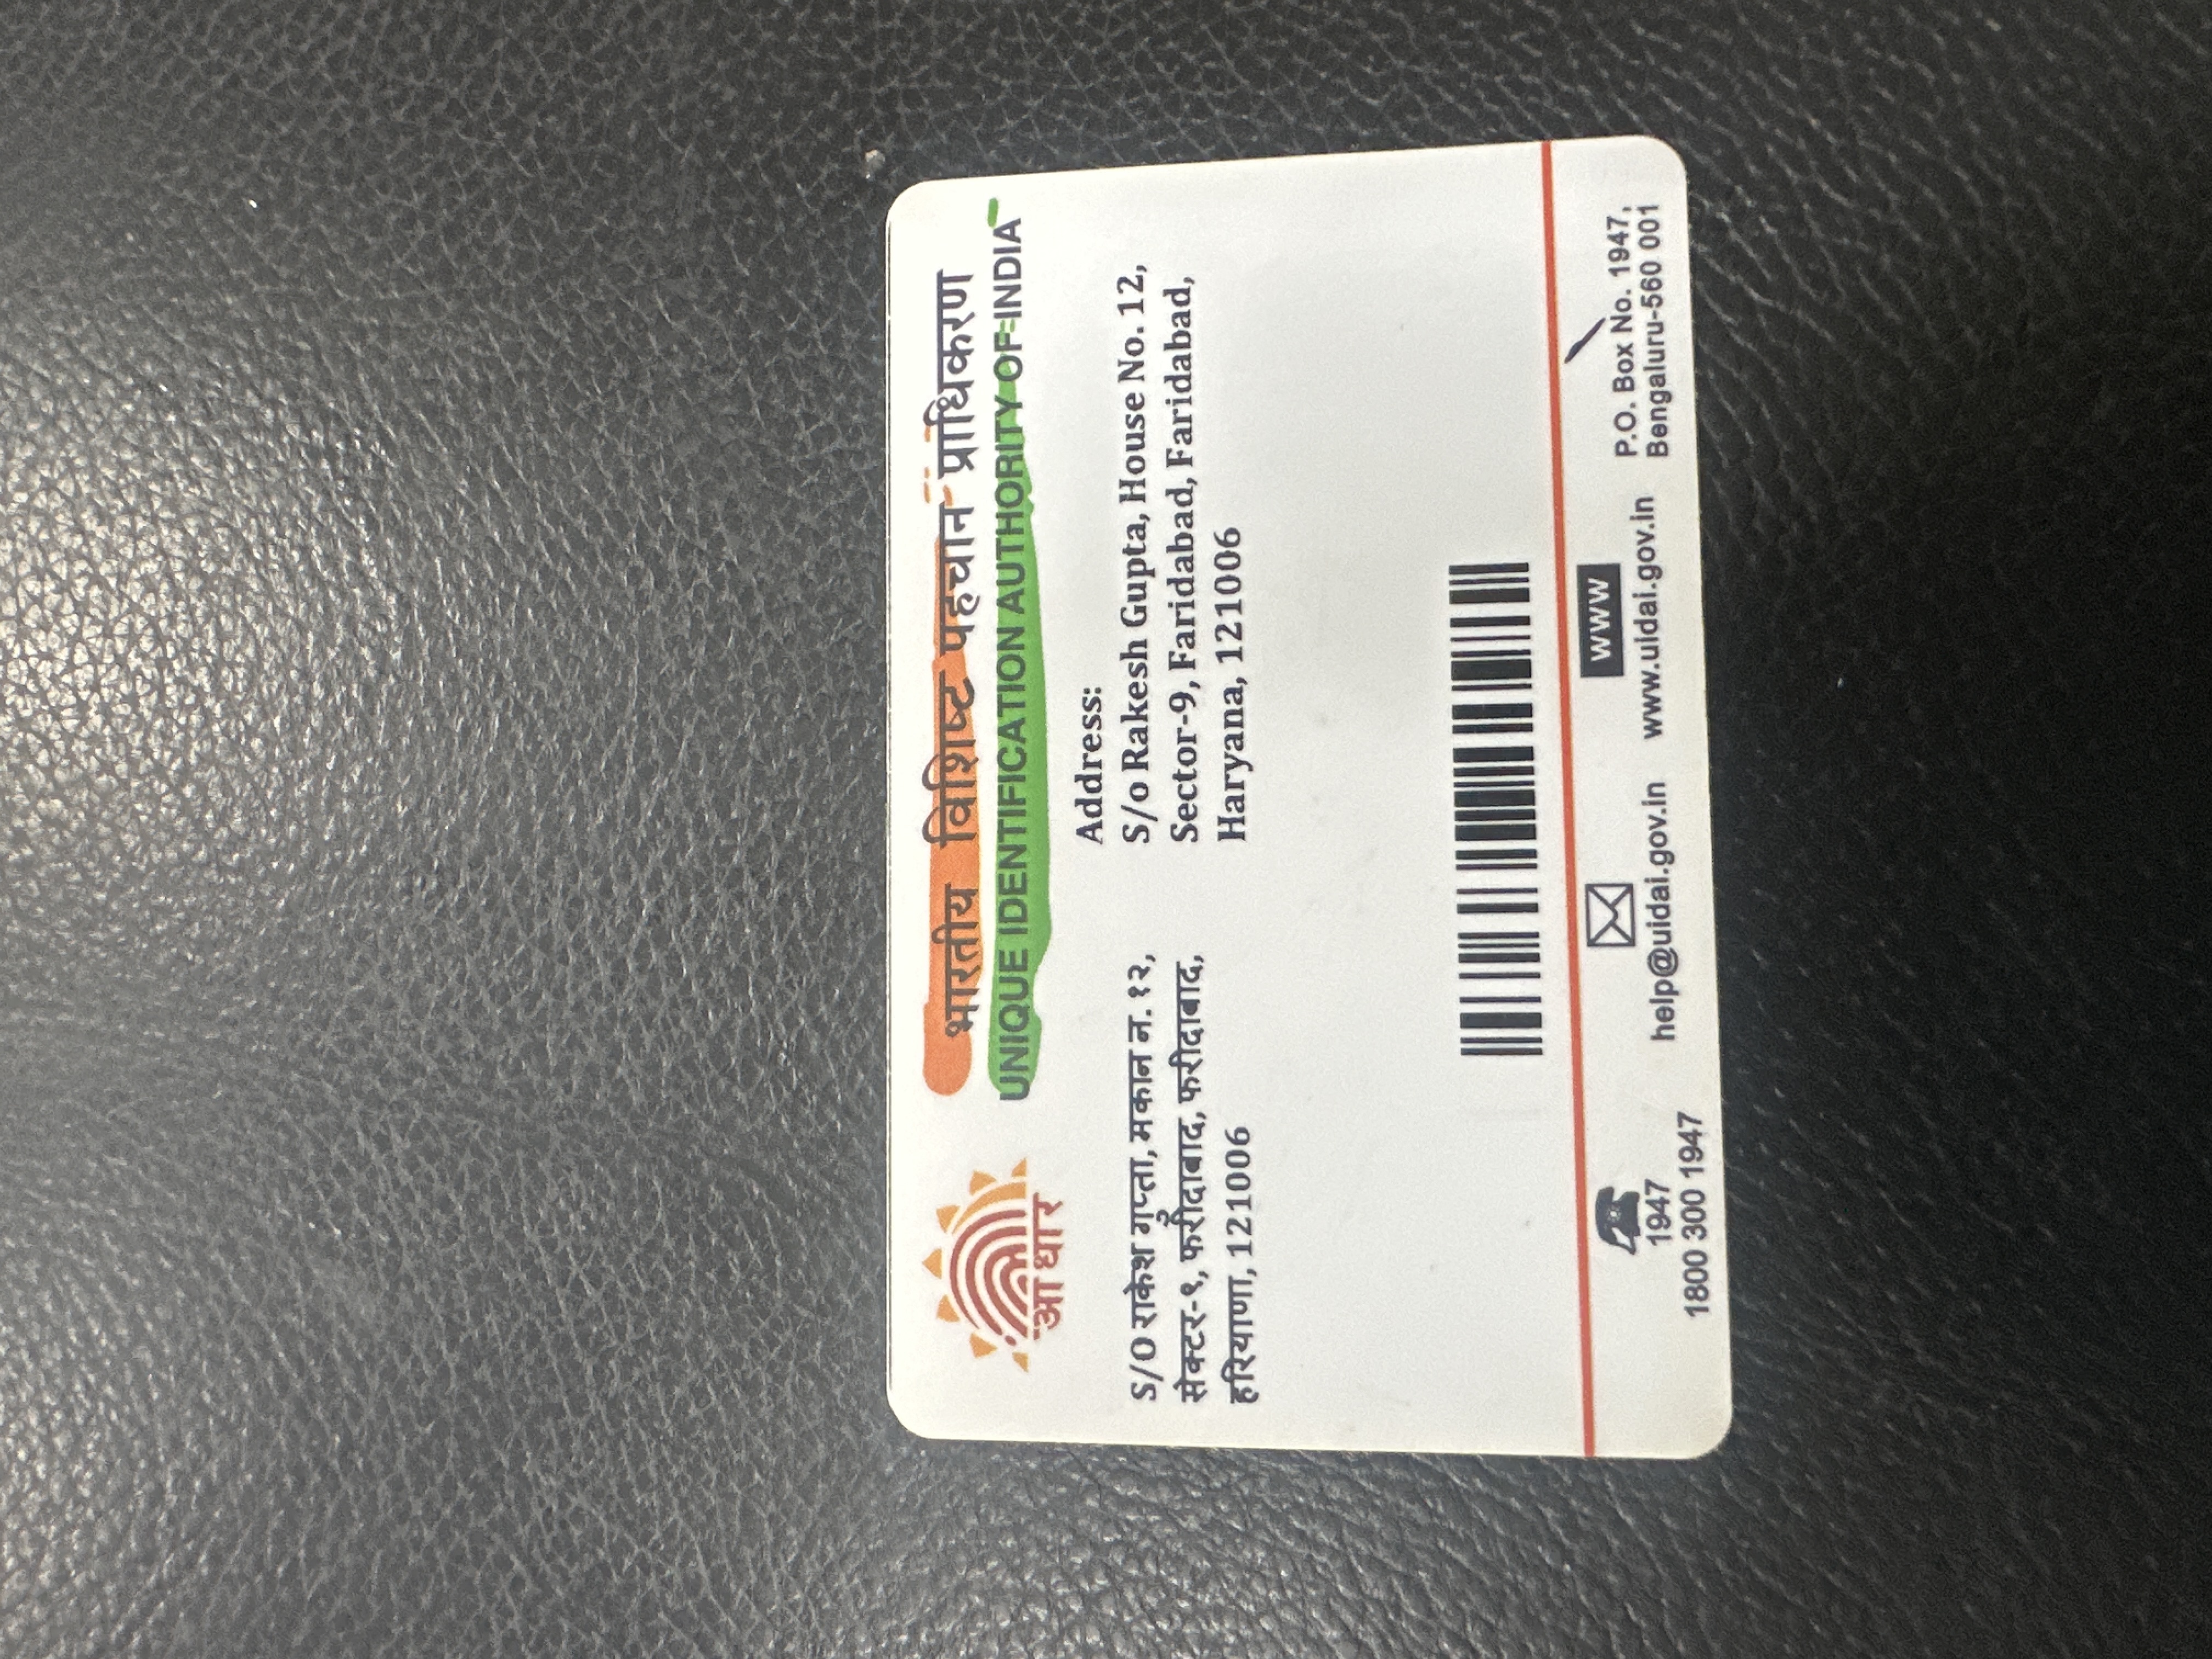 भारतीय विशिष्ट पहचान प्राधिकरण
UNIQUE IDENTIFICATION AUTHORITY OF INDIA
आधार
S/O राकेश गुप्ता, मकान न. १२,
सेक्टर-९, फरीदाबाद, फरीदाबाद,
हरियाणा, 121006
Address:
S/o Rakesh Gupta, House No. 12,
Sector-9, Faridabad, Faridabad,
Haryana, 121006
1947
1800 300 1947
help@uidai.gov.in
WWW
www.uidai.gov.in
P.O. Box No. 1947,
Bengaluru-560 001